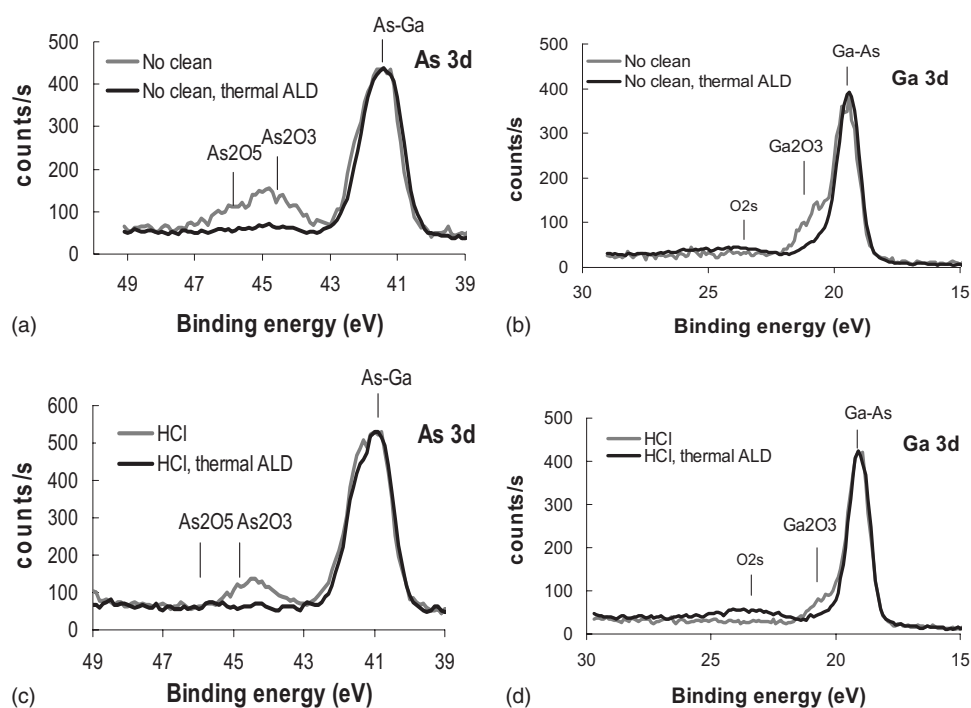 As-Ga
As 3d
500
400
300
200
100
0
No clean
No clean, thermal ALD
As2O5
As2O3
counts/s
49 47 45 43 41 39
(a)
Binding energy (eV)
Ga-As
Ga 3d
500
400
300
200
100
0
No clean
No clean, thermal ALD
Ga2O3
O2s
counts/s
30 25 20 15
(b)
Binding energy (eV)
As-Ga
As 3d
600
500
400
300
200
100
0
HCl
HCl, thermal ALD
As2O5 As2O3
counts/s
49 47 45 43 41 39
(c)
Binding energy (eV)
Ga-As
Ga 3d
500
400
300
200
100
0
HCl
HCl, thermal ALD
Ga2O3
O2s
counts/s
30 25 20 15
(d)
Binding energy (eV)